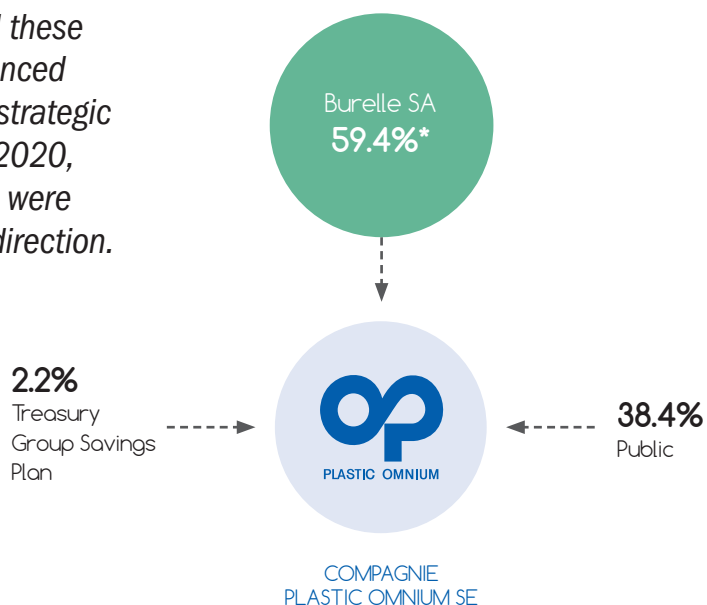 these
nced
strategic
2020,
were
direction.
Burelle SA
59.4%*
2.2%
Treasury
Group Savings
Plan
PLASTIC OMNIUM
38.4%
Public
COMPAGNIE
PLASTIC OMNIUM SE